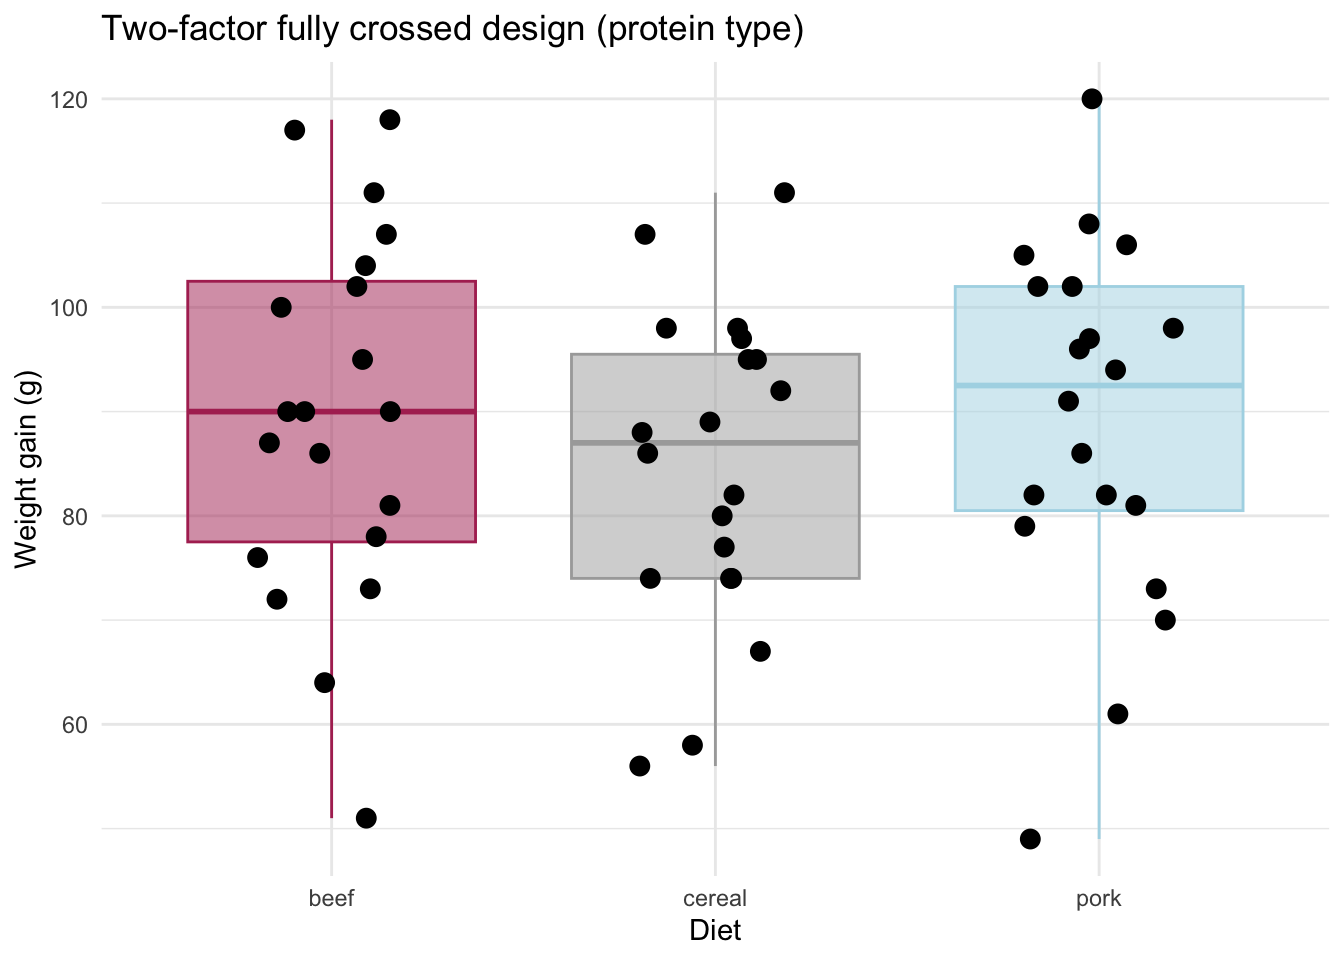 Two-factor fully crossed design (protein type)
120
100
80
60
Weight gain (g)
beef cereal pork
Diet